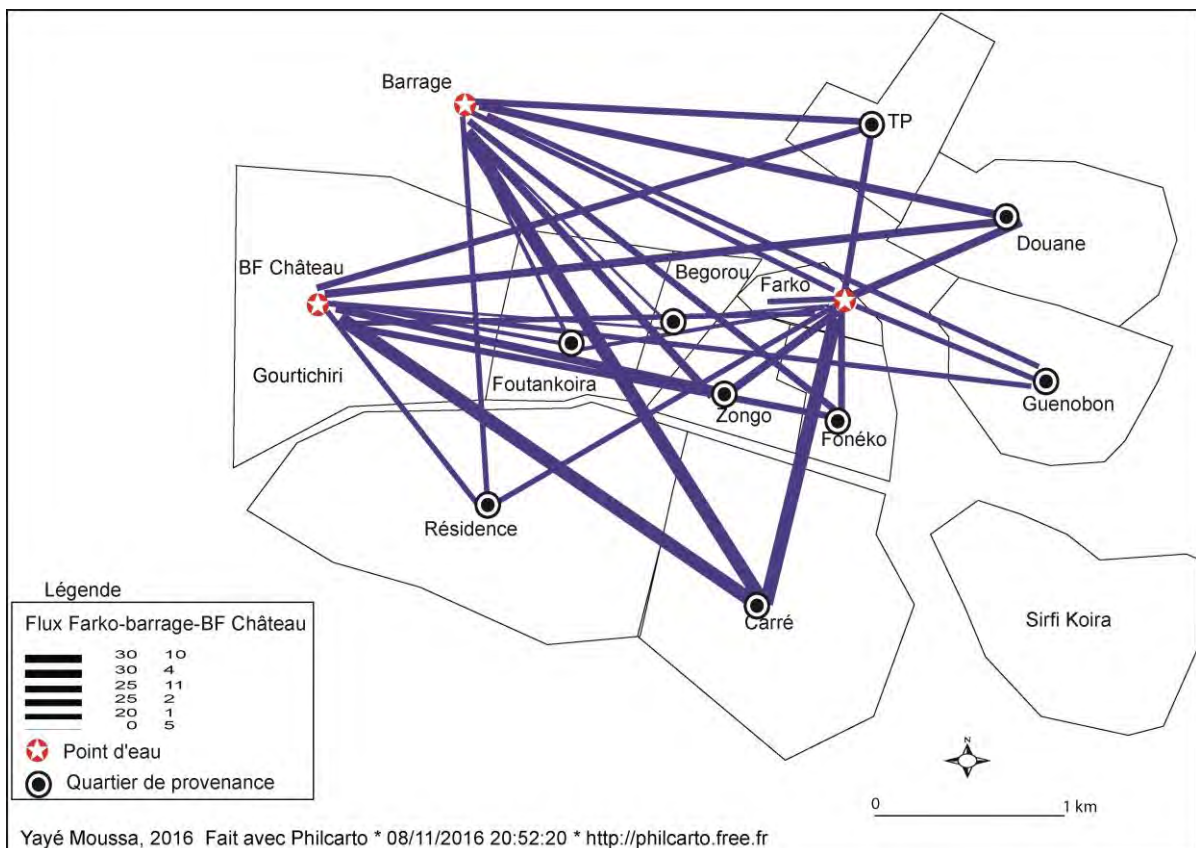 Barrage
TP
Douane
BF Château
Begorou
Farko
Gourtichiri
Foutankoira
Zongo
Fonéko
Guenobon
Résidence
Carré
Sirfi Koira
Légende
Flux Farko-barrage-BF Château
30 10
30 4
25 11
25 2
20 1
0 5
Point d'eau
Quartier de provenance
N
0 1 km
Yayé Moussa, 2016 Fait avec Philcarto * 08/11/2016 20:52:20 * http://philcarto.free.fr